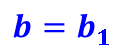 b = b₁